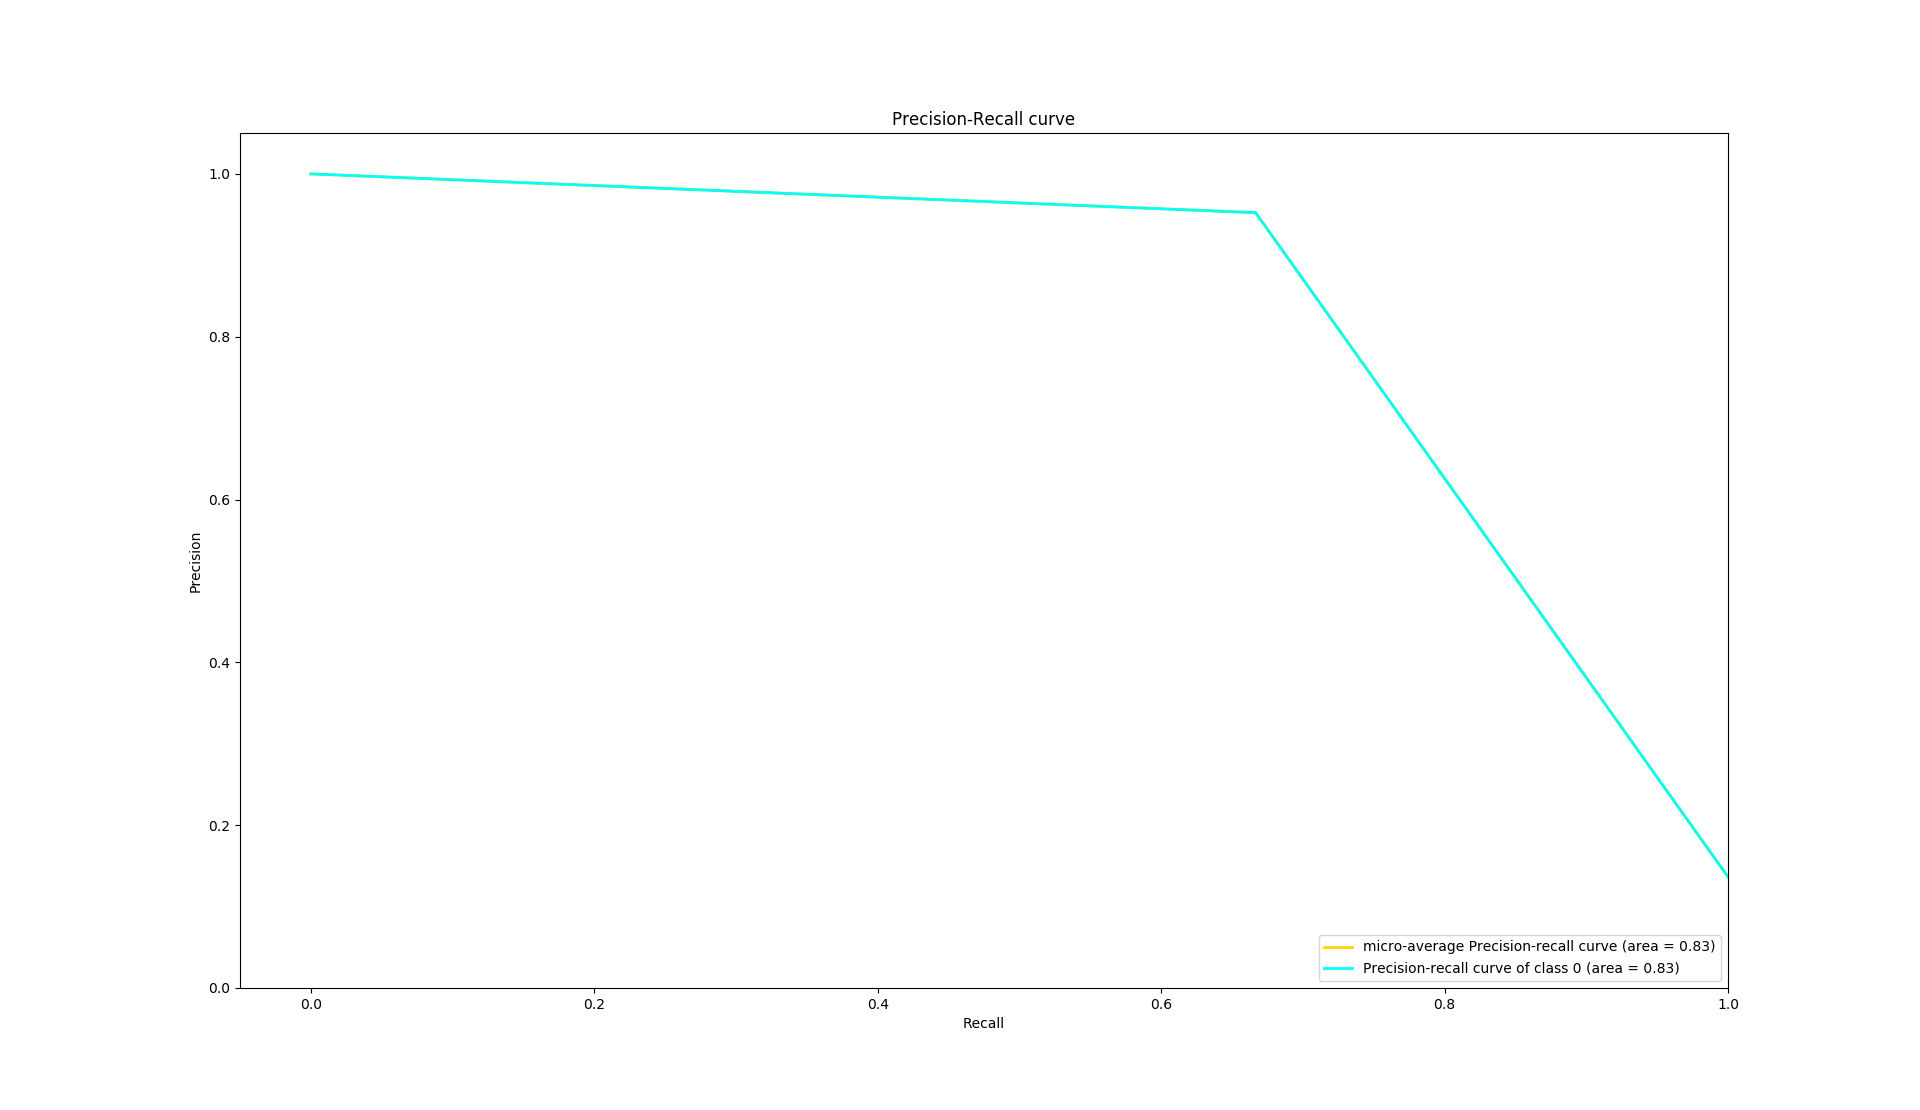 Precision-Recall curve
1.0
0.8
0.6
0.4
0.2
0.0
Precision
0.0 0.2 0.4 0.6 0.8 1.0
Recall
micro-average Precision-recall curve (area = 0.83)
Precision-recall curve of class 0 (area = 0.83)